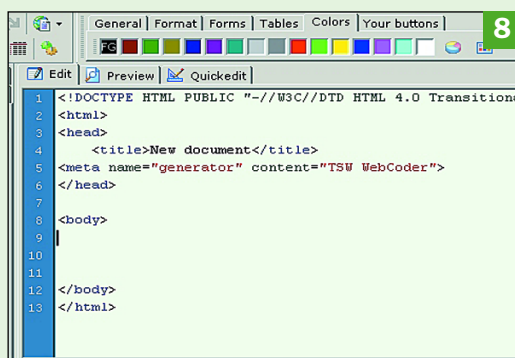 General Format Forms Tables Colors Your buttons
8
FG
Edit Preview Quickedit
1 <!DOCTYPE HTML PUBLIC "-//W3C//DTD HTML 4.0 Transitiona
2 <html>
3 <head>
4 <title>New document</title>
5 <meta name="generator" content="TSW WebCoder">
6 </head>
7
8 <body>
9
10
11
12 </body>
13 </html>